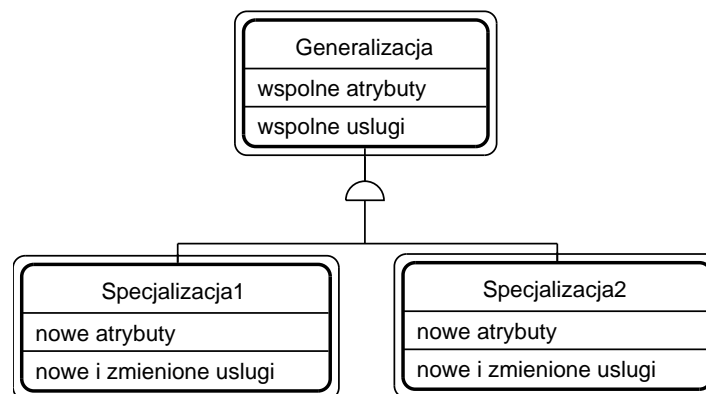 Generalizacja
wspolne atrybuty
wspolne uslugi
Specjalizacja1
nowe atrybuty
nowe i zmienione uslugi
Specjalizacja2
nowe atrybuty
nowe i zmienione uslugi